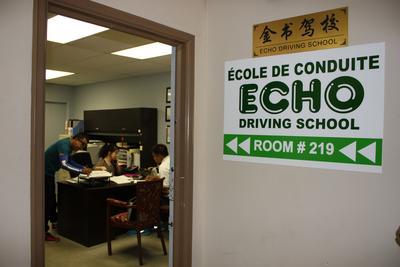 金书驾校
ECHO DRIVING SCHOOL
ÉCOLE DE CONDUITE
ECHO
DRIVING SCHOOL
ROOM # 219